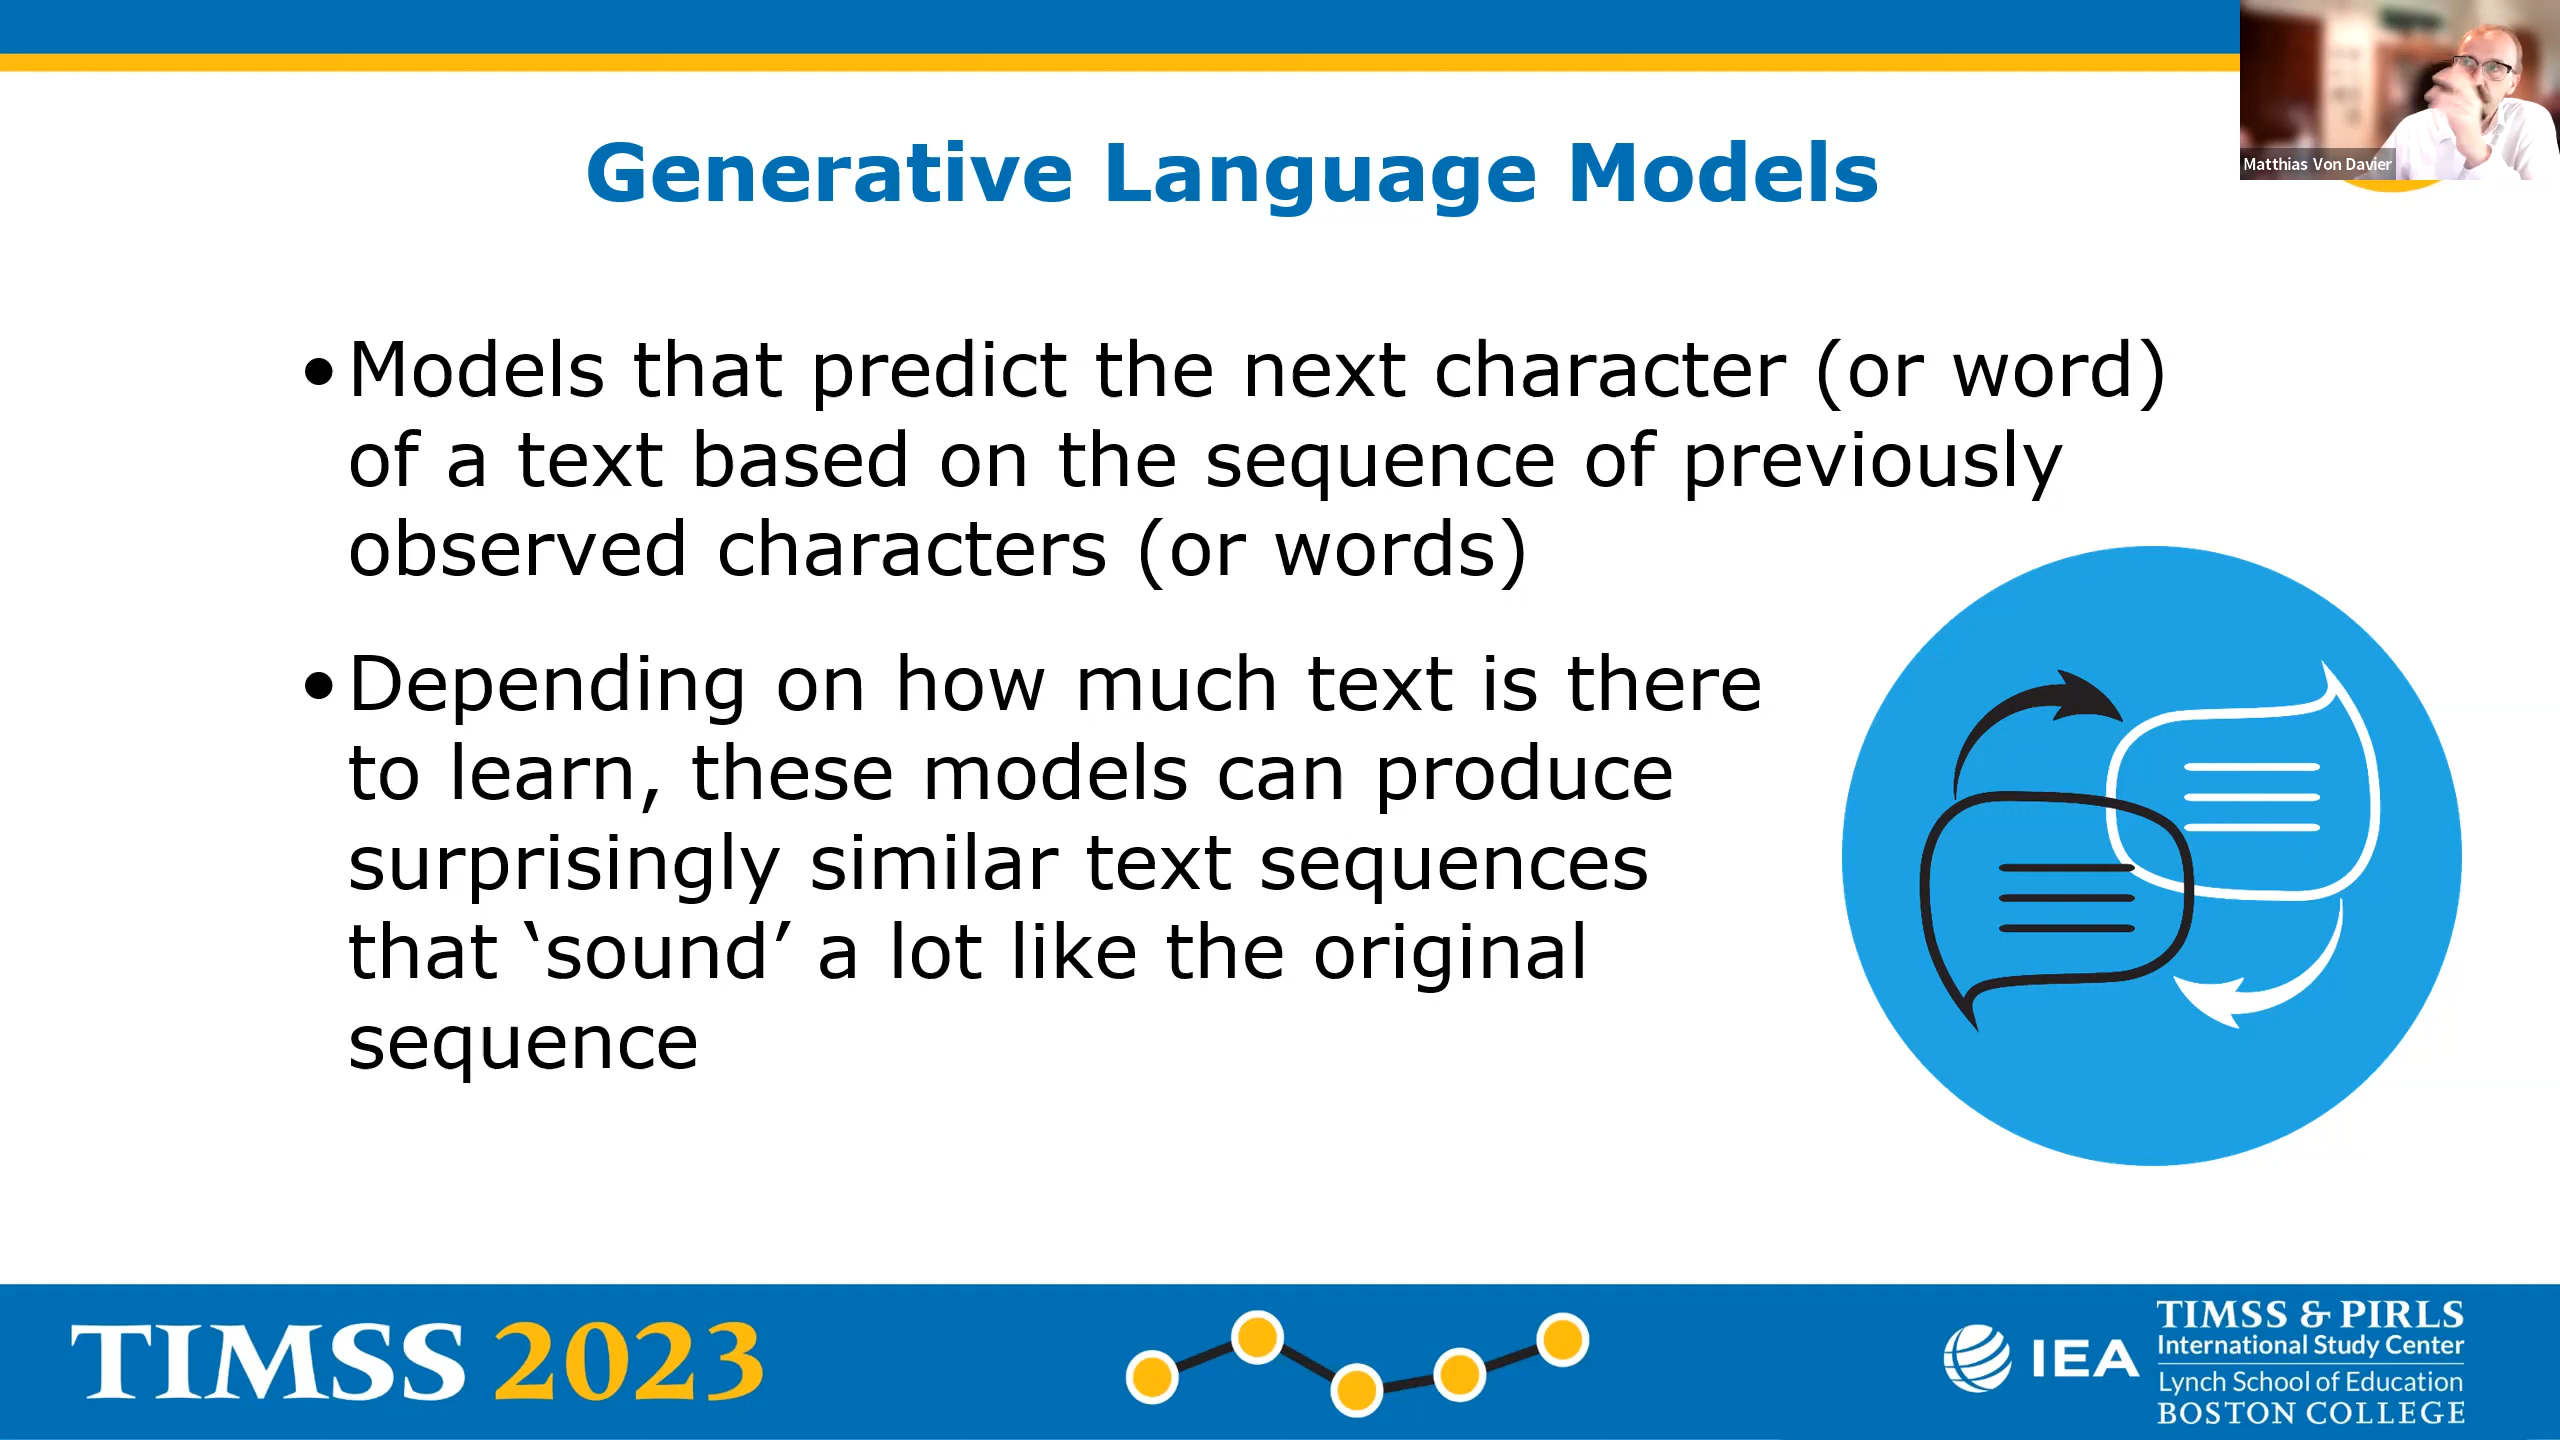 Matthias Von Davier
Generative Language Models
•Models that predict the next character (or word)
of a text based on the sequence of previously
observed characters (or words)
•Depending on how much text is there
to learn, these models can produce
surprisingly similar text sequences
that ‘sound’ a lot like the original
sequence
TIMSS 2023
IEA
TIMSS & PIRLS
International Study Center
Lynch School of Education
BOSTON COLLEGE